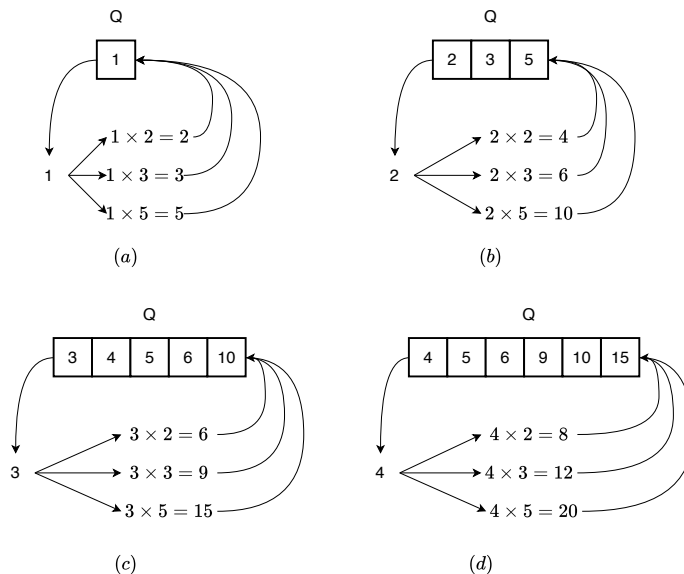 Q
1
1 × 2 = 2
1
1 × 3 = 3
1 × 5 = 5
(a)
Q
2 3 5
2 × 2 = 4
2
2 × 3 = 6
2 × 5 = 10
(b)
Q
3 4 5 6 10
3 × 2 = 6
3
3 × 3 = 9
3 × 5 = 15
(c)
Q
4 5 6 9 10 15
4 × 2 = 8
4
4 × 3 = 12
4 × 5 = 20
(d)